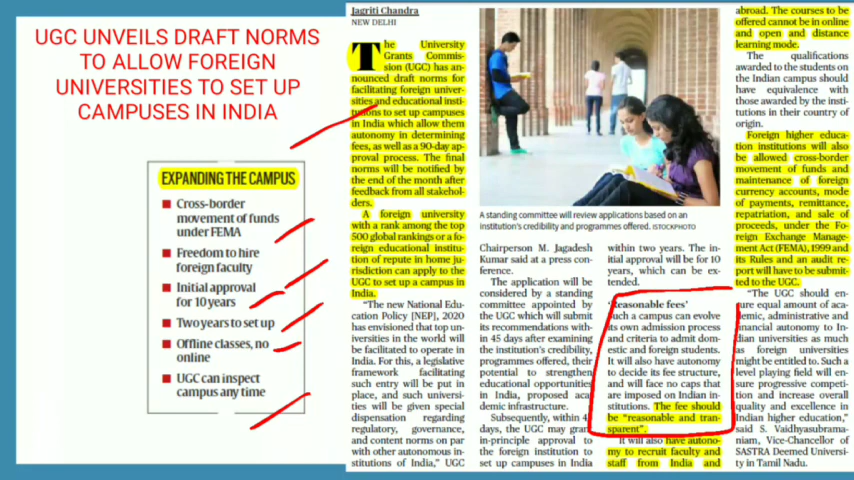 UGC UNVEILS DRAFT NORMS
TO ALLOW FOREIGN
UNIVERSITIES TO SET UP
CAMPUSES IN INDIA
EXPANDING THE CAMPUS
Cross-border
movement of funds
under FEMA
Freedom to hire
foreign faculty
Initial approval
for 10 years
Two years to set up
Offline classes, no
online
UGC can inspect
campus any time
Jagriti Chandra
NEW DELHI
The University
Grants Commis-
sion (UGC) has an-
nounced draft norms for
facilitating foreign univer-
sities and educational insti-
tutions to set up campuses
in India which allow them
autonomy in determining
fees, as well as a 90-day ap-
proval process. The final
norms will be notified by
the end of the month after
feedback from all stakehol-
ders.
A foreign university
with a rank among the top
500 global rankings or a fo-
reign educational institu-
tion of repute in home ju-
risdiction can apply to the
UGC to set up a campus in
India.
"The new National Edu-
cation Policy [NEP], 2020
has envisioned that top un-
iversities in the world will
be facilitated to operate in
India. For this, a legislative
framework facilitating
such entry will be put in
place, and such universi-
ties will be given special
dispensation regarding
regulatory, governance,
and content norms on par
with other autonomous in-
stitutions of India," UGC
A standing committee will review applications based on an
institution's credibility and programmes offered. ISTOCKPHOTO
Chairperson M. Jagadesh
Kumar said at a press con-
ference.
The application will be
considered by a standing
committee appointed by
the UGC which will submit
its recommendations with-
in 45 days after examining
the institution's credibility,
programmes offered, their
potential to strengthen
educational opportunities
in India, proposed aca-
demic infrastructure.
Subsequently, within 45
days, the UGC may grant
in-principle approval to
the foreign institution to
set up campuses in India
within two years. The in-
itial approval will be for 10
years, which can be ex-
tended.
'Reasonable fees'
Such a campus can evolve
its own admission process
and criteria to admit dom-
estic and foreign students.
It will also have autonomy
to decide its fee structure,
and will face no caps that
are imposed on Indian in-
stitutions. The fee should
be "reasonable and tran-
sparent".
It will also have autono-
my to recruit faculty and
staff from India and
abroad. The courses to be
offered cannot be in online
and open and distance
learning mode.
The qualifications
awarded to the students on
the Indian campus should
have equivalence with
those awarded by the insti-
tutions in their country of
origin.
Foreign higher educa-
tion institutions will also
be allowed cross-border
movement of funds and
maintenance of foreign
currency accounts, mode
of payments, remittance,
repatriation, and sale of
proceeds, under the Fo-
reign Exchange Manage-
ment Act (FEMA), 1999 and
its Rules and an audit re-
port will have to be submit-
ted to the UGC.
"The UGC should en-
sure equal amount of aca-
demic, administrative and
financial autonomy to In-
dian universities as much
as foreign universities
might be entitled to. Such a
level playing field will en-
sure progressive competi-
tion and increase overall
quality and excellence in
Indian higher education,"
said S. Vaidhyasubrama-
niam, Vice-Chancellor of
SASTRA Deemed Universi-
ty in Tamil Nadu.